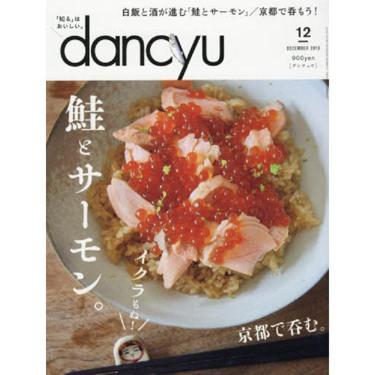 「知る」は
おいしい。
白飯と酒が進む「鮭とサーモン」／京都で呑もう！
dancyu
12
DECEMBER 2019
900yen
［ダンチュウ］
鮭とサーモン。
イクラもね！
京都で呑む。